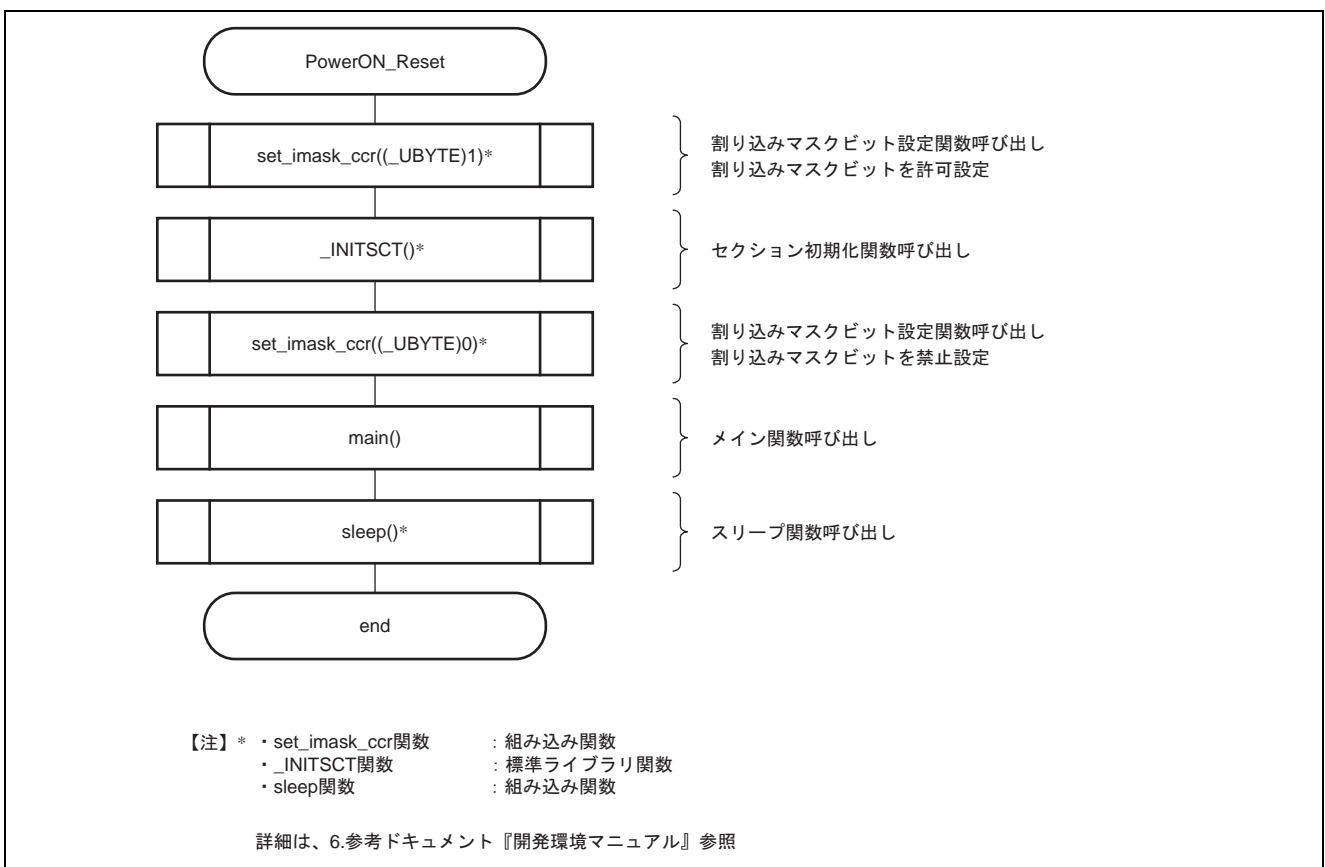 PowerON_Reset
set_imask_ccr((_UBYTE)1)*
割り込みマスクビット設定関数呼び出し
割り込みマスクビットを許可設定
_INITSCT()*
セクション初期化関数呼び出し
set_imask_ccr((_UBYTE)0)*
割り込みマスクビット設定関数呼び出し
割り込みマスクビットを禁止設定
main()
メイン関数呼び出し
sleep()*
スリープ関数呼び出し
end
【注】* ・set_imask_ccr関数 : 組み込み関数
・_INITSCT関数 : 標準ライブラリ関数
・sleep関数 : 組み込み関数
詳細は、6.参考ドキュメント『開発環境マニュアル』参照